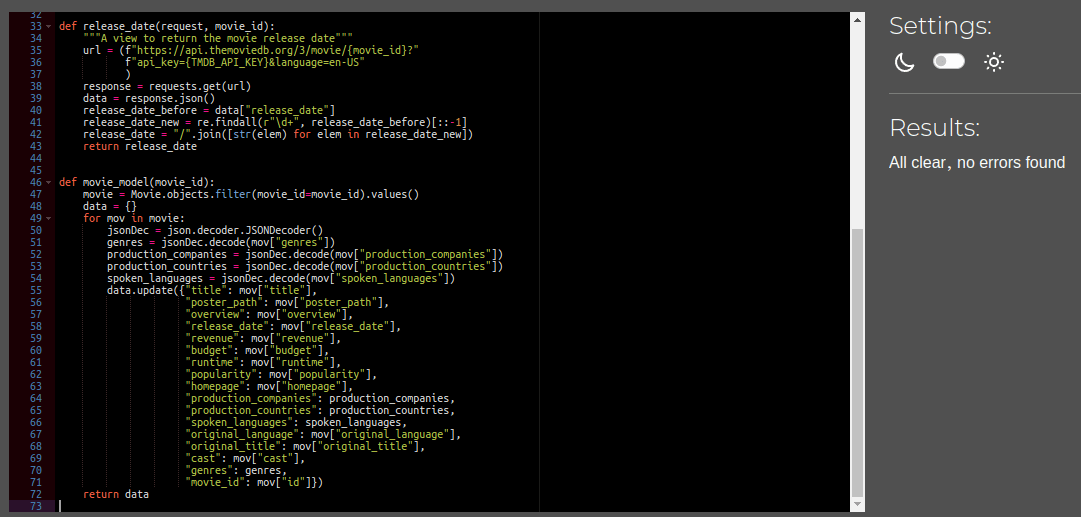 32
33 def release_date(request, movie_id):
34     """A view to return the movie release date"""
35     url = (f"https://api.themoviedb.org/3/movie/{movie_id}?"
36            f"api_key={TMDB_API_KEY}&language=en-US"
37            )
38     response = requests.get(url)
39     data = response.json()
40     release_date_before = data["release_date"]
41     release_date_new = re.findall(r"\d+", release_date_before)[::-1]
42     release_date = "/".join([str(elem) for elem in release_date_new])
43     return release_date
44
45
46 def movie_model(movie_id):
47     movie = Movie.objects.filter(movie_id=movie_id).values()
48     data = {}
49     for mov in movie:
50         jsonDec = json.decoder.JSONDecoder()
51         genres = jsonDec.decode(mov["genres"])
52         production_companies = jsonDec.decode(mov["production_companies"])
53         production_countries = jsonDec.decode(mov["production_countries"])
54         spoken_languages = jsonDec.decode(mov["spoken_languages"])
55         data.update({"title": mov["title"],
56                      "poster_path": mov["poster_path"],
57                      "overview": mov["overview"],
58                      "release_date": mov["release_date"],
59                      "revenue": mov["revenue"],
60                      "budget": mov["budget"],
61                      "runtime": mov["runtime"],
62                      "popularity": mov["popularity"],
63                      "homepage": mov["homepage"],
64                      "production_companies": production_companies,
65                      "production_countries": production_countries,
66                      "spoken_languages": spoken_languages,
67                      "original_language": mov["original_language"],
68                      "original_title": mov["original_title"],
69                      "cast": mov["cast"],
70                      "genres": genres,
71                      "movie_id": mov["id"]})
72     return data
73
Settings:
Results:
All clear, no errors found